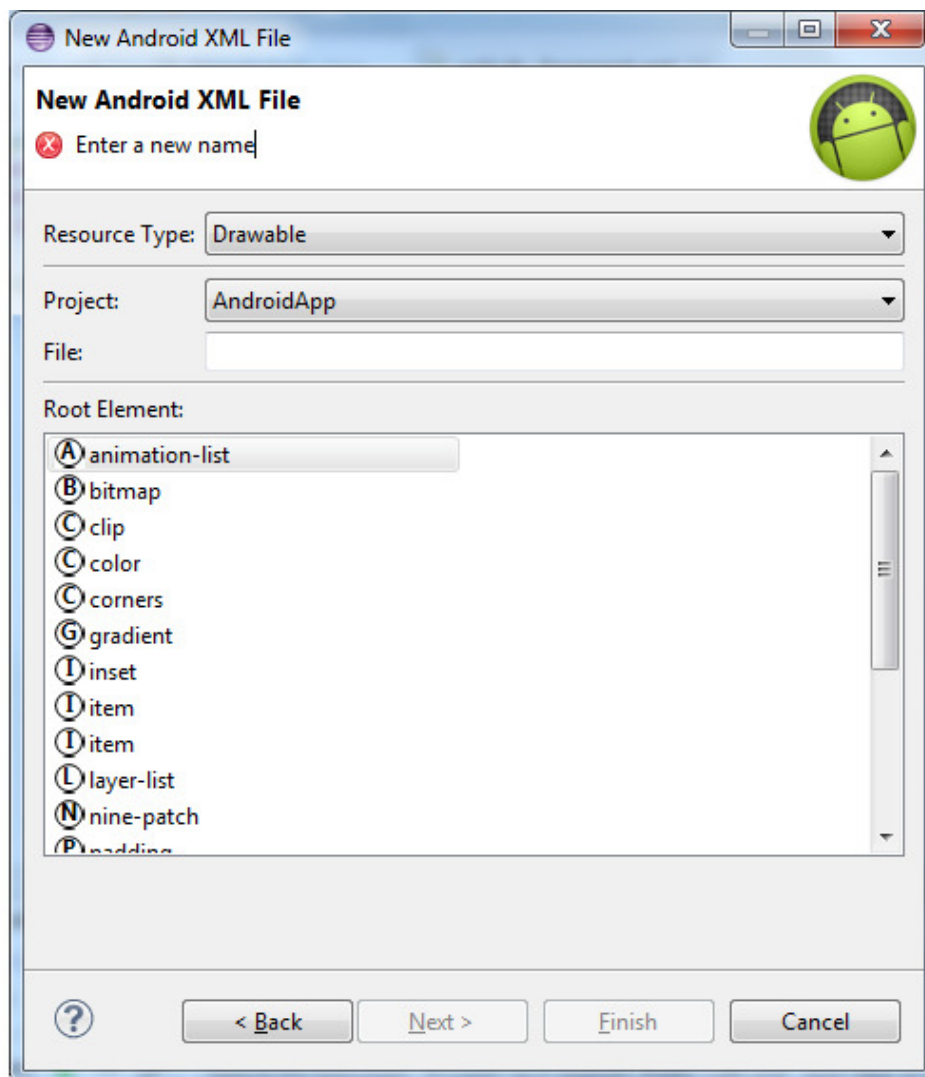 New Android XML File
New Android XML File
Enter a new name
Resource Type: Drawable
Project: AndroidApp
File:
Root Element:
A animation-list
B bitmap
C clip
C color
C corners
G gradient
I inset
I item
I item
L layer-list
N nine-patch
P padding
? < Back Next > Finish Cancel